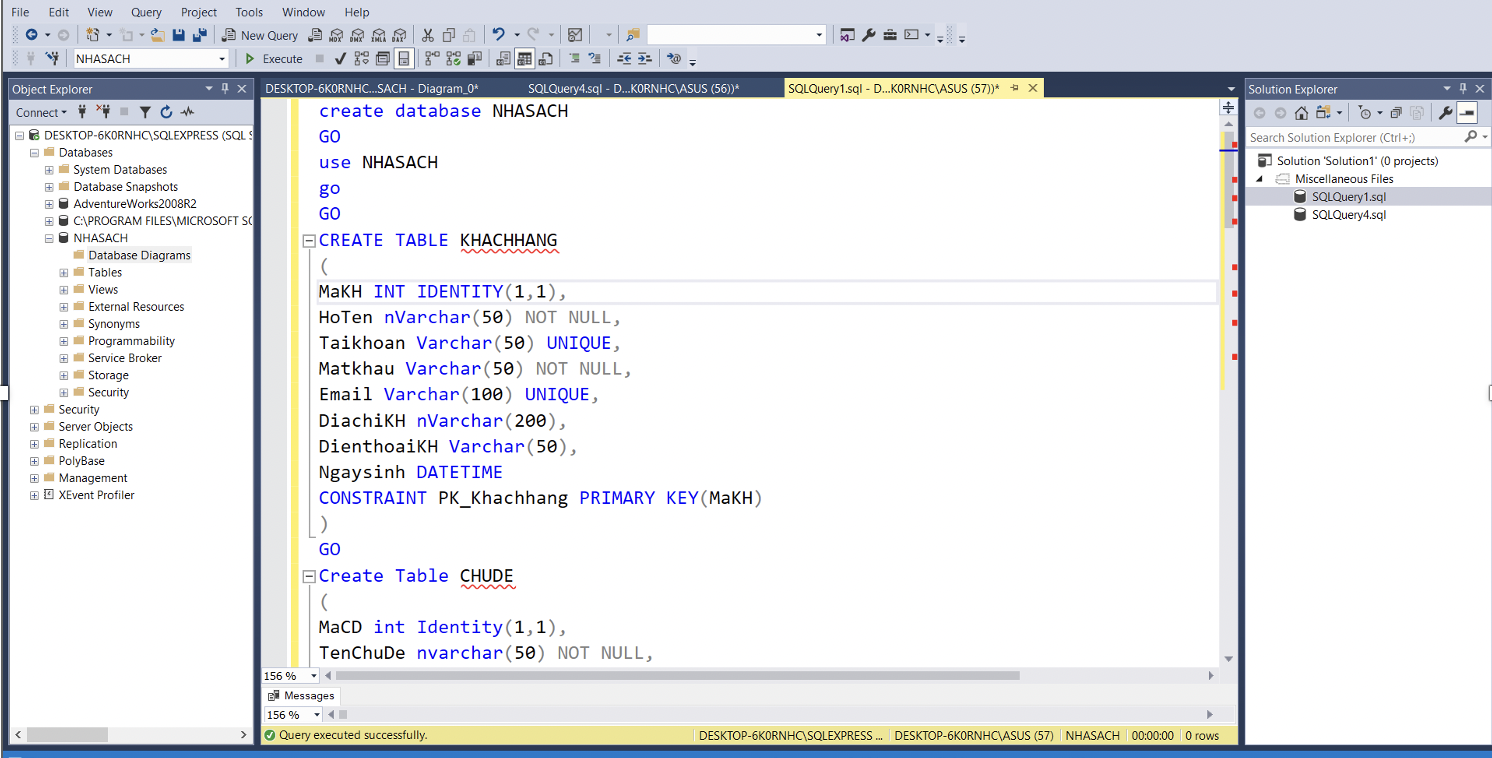 File Edit View Query Project Tools Window Help
New Query
NHASACH Execute
Object Explorer
Connect
DESKTOP-6K0RNHC\SQLEXPRESS (SQL S
Databases
System Databases
Database Snapshots
AdventureWorks2008R2
C:\PROGRAM FILES\MICROSOFT SC
NHASACH
Database Diagrams
Tables
Views
External Resources
Synonyms
Programmability
Service Broker
Storage
Security
Security
Server Objects
Replication
PolyBase
Management
XEvent Profiler
DESKTOP-6K0RNHC...SACH - Diagram_0* SQLQuery4.sql - D...K0RNHC\ASUS (56))* SQLQuery1.sql - D...K0RNHC\ASUS (57))*
create database NHASACH
GO
use NHASACH
go
GO
CREATE TABLE KHACHHANG
(
MaKH INT IDENTITY(1,1),
HoTen nVarchar(50) NOT NULL,
Taikhoan Varchar(50) UNIQUE,
Matkhau Varchar(50) NOT NULL,
Email Varchar(100) UNIQUE,
DiachiKH nVarchar(200),
DienthoaiKH Varchar(50),
Ngaysinh DATETIME
CONSTRAINT PK_Khachhang PRIMARY KEY(MaKH)
)
GO
Create Table CHUDE
(
MaCD int Identity(1,1),
TenChuDe nvarchar(50) NOT NULL,
156 %
Messages
156 %
Query executed successfully. DESKTOP-6K0RNHC\SQLEXPRESS ... DESKTOP-6K0RNHC\ASUS (57) NHASACH 00:00:00 0 rows
Solution Explorer
Search Solution Explorer (Ctrl+;)
Solution 'Solution1' (0 projects)
Miscellaneous Files
SQLQuery1.sql
SQLQuery4.sql